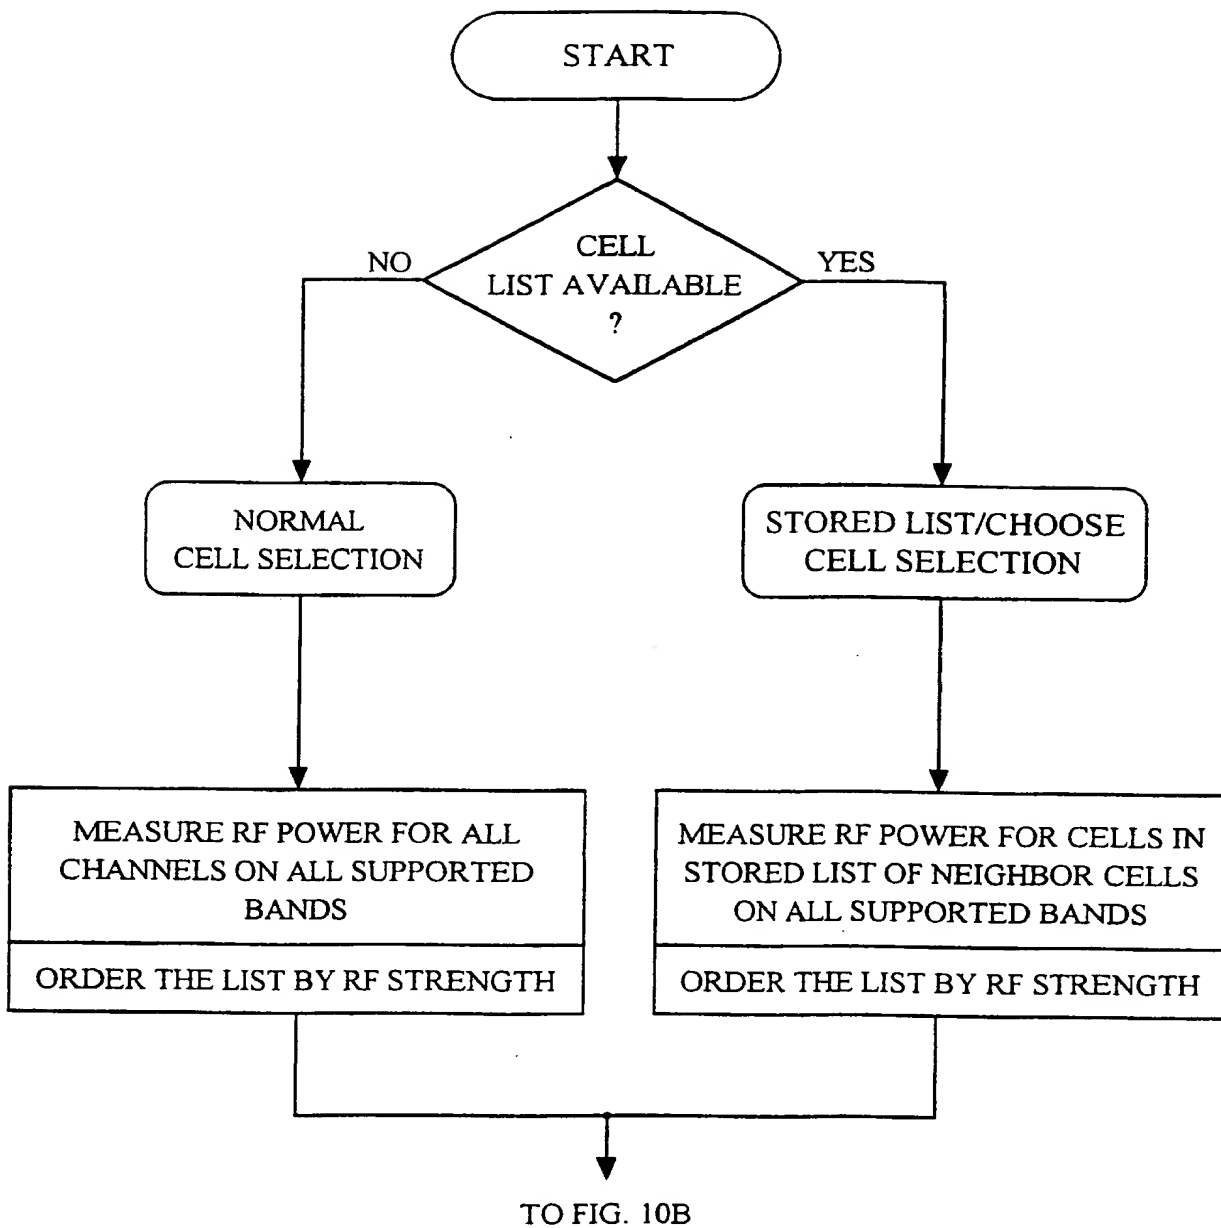 START
CELL
LIST AVAILABLE
?
NO
YES
NORMAL
CELL SELECTION
STORED LIST/CHOOSE
CELL SELECTION
MEASURE RF POWER FOR ALL
CHANNELS ON ALL SUPPORTED
BANDS
ORDER THE LIST BY RF STRENGTH
MEASURE RF POWER FOR CELLS IN
STORED LIST OF NEIGHBOR CELLS
ON ALL SUPPORTED BANDS
ORDER THE LIST BY RF STRENGTH
TO FIG. 10B